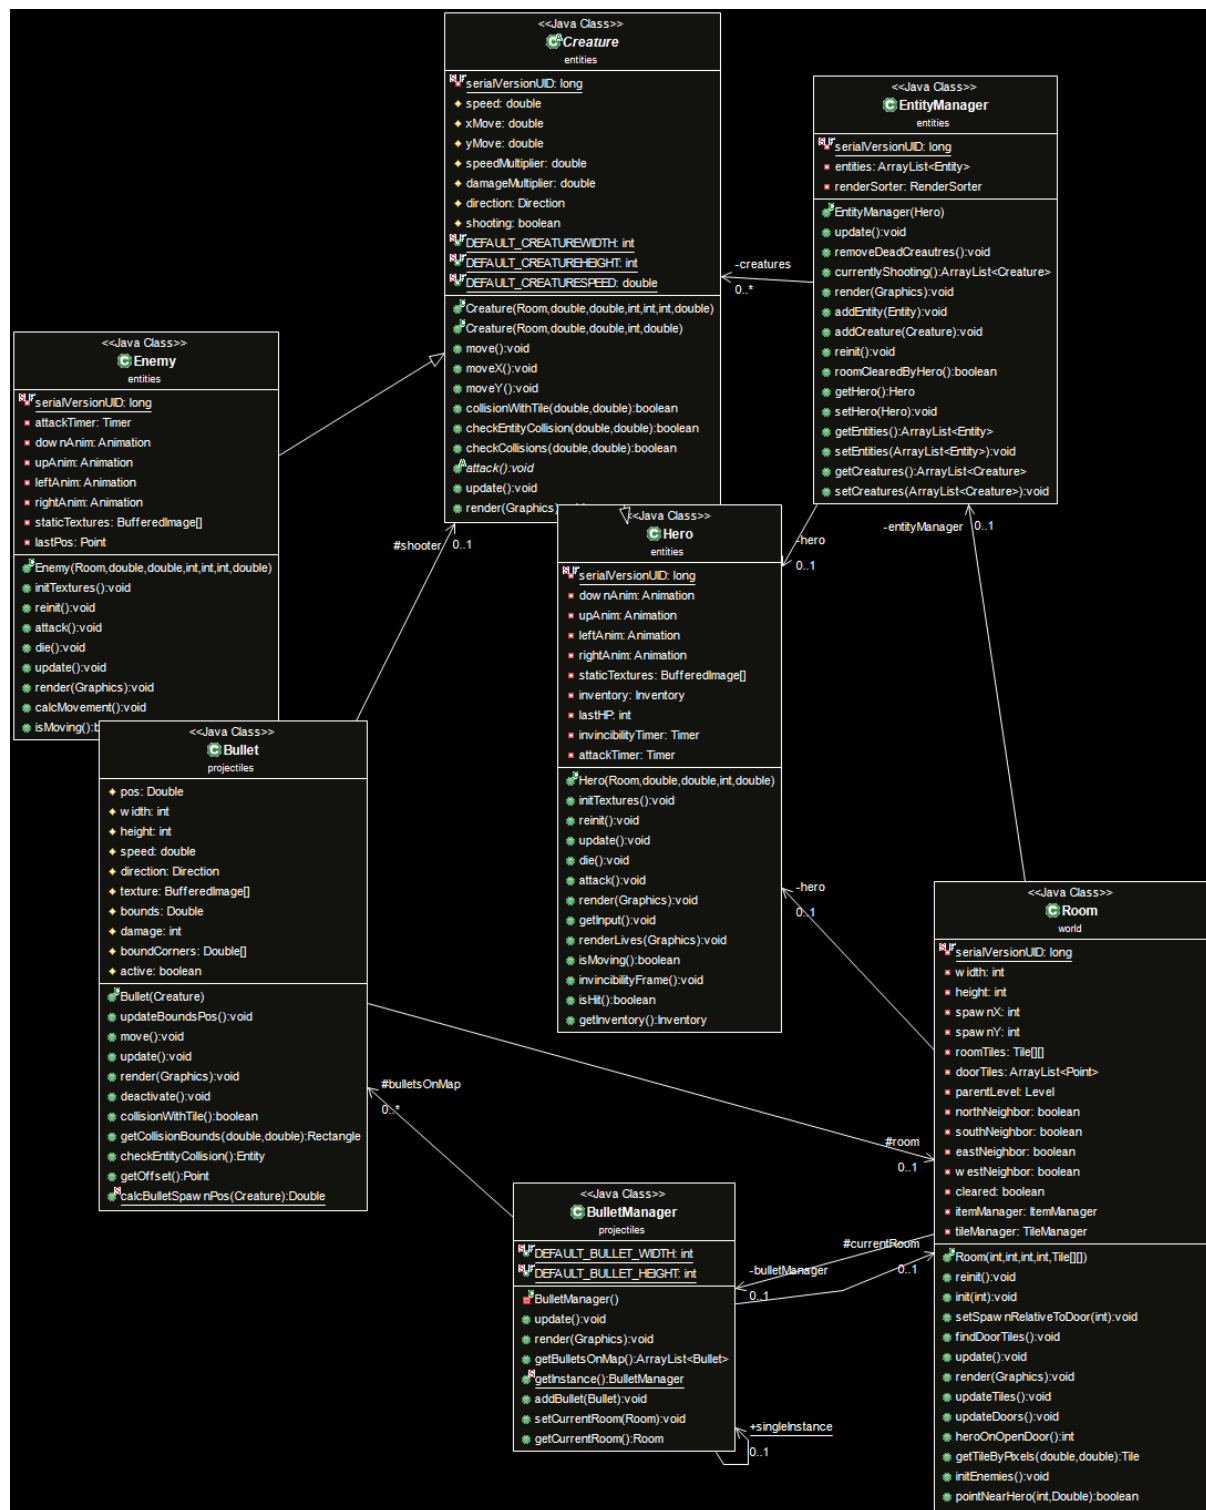 <<Java Class>>
Creature
entities
serialVersionUID: long
speed: double
xMove: double
yMove: double
speedMultiplier: double
damageMultiplier: double
direction: Direction
shooting: boolean
DEFAULT_CREATUREWIDTH: int
DEFAULT_CREATUREHEIGHT: int
DEFAULT_CREATURESPEED: double
Creature(Room,double,double,int,int,int,double)
Creature(Room,double,double,int,double)
move():void
moveX():void
moveY():void
collisionWithTile(double,double):boolean
checkEntityCollision(double,double):boolean
checkCollisions(double,double):boolean
attack():void
update():void
render(Graphics)
<<Java Class>>
EntityManager
entities
serialVersionUID: long
entities: ArrayList<Entity>
renderSorter: RenderSorter
EntityManager(Hero)
update():void
removeDeadCreautres():void
currentlyShooting():ArrayList<Creature>
render(Graphics):void
addEntity(Entity):void
addCreature(Creature):void
reinit():void
roomClearedByHero():boolean
getHero():Hero
setHero(Hero):void
getEntities():ArrayList<Entity>
setEntities(ArrayList<Entity>):void
getCreatures():ArrayList<Creature>
setCreatures(ArrayList<Creature>):void
-creatures
0..*
<<Java Class>>
Enemy
entities
serialVersionUID: long
attackTimer: Timer
downAnim: Animation
upAnim: Animation
leftAnim: Animation
rightAnim: Animation
staticTextures: BufferedImage[]
lastPos: Point
Enemy(Room,double,double,int,int,int,double)
initTextures():void
reinit():void
attack():void
die():void
update():void
render(Graphics):void
calcMovement():void
isMoving():b
#shooter
0..1
-hero
0..1
-entityManager
0..1
<<Java Class>>
Hero
entities
serialVersionUID: long
downAnim: Animation
upAnim: Animation
leftAnim: Animation
rightAnim: Animation
staticTextures: BufferedImage[]
inventory: Inventory
lastHP: int
invincibilityTimer: Timer
attackTimer: Timer
Hero(Room,double,double,int,double)
initTextures():void
reinit():void
update():void
die():void
attack():void
render(Graphics):void
getInput():void
renderLives(Graphics):void
isMoving():boolean
invincibilityFrame():void
isHit():boolean
getInventory():Inventory
<<Java Class>>
Bullet
projectiles
pos: Double
width: int
height: int
speed: double
direction: Direction
texture: BufferedImage[]
bounds: Double
damage: int
boundCorners: Double[]
active: boolean
Bullet(Creature)
updateBoundsPos():void
move():void
update():void
render(Graphics):void
deactivate():void
collisionWithTile():boolean
getCollisionBounds(double,double):Rectangle
checkEntityCollision():Entity
getOffset():Point
calcBulletSpawnPos(Creature):Double
-hero
0..1
#bulletsOnMap
0..*
#room
0..1
<<Java Class>>
Room
world
serialVersionUID: long
width: int
height: int
spawnX: int
spawnY: int
roomTiles: Tile[][]
doorTiles: ArrayList<Point>
parentLevel: Level
northNeighbor: boolean
southNeighbor: boolean
eastNeighbor: boolean
westNeighbor: boolean
cleared: boolean
itemManager: ItemManager
tileManager: TileManager
Room(int,int,int,int,Tile[][])
reinit():void
init(int):void
setSpawnRelativeToDoor(int):void
findDoorTiles():void
update():void
render(Graphics):void
updateTiles():void
updateDoors():void
heroOnOpenDoor():int
getTileByPixels(double,double):Tile
initEnemies():void
pointNearHero(int,Double):boolean
<<Java Class>>
BulletManager
projectiles
DEFAULT_BULLET_WIDTH: int
DEFAULT_BULLET_HEIGHT: int
BulletManager()
update():void
render(Graphics):void
getBulletsOnMap():ArrayList<Bullet>
getInstance():BulletManager
addBullet(Bullet):void
setCurrentRoom(Room):void
getCurrentRoom():Room
#currentRoom
0..1
-bulletManager
0..1
+singleInstance
0..1